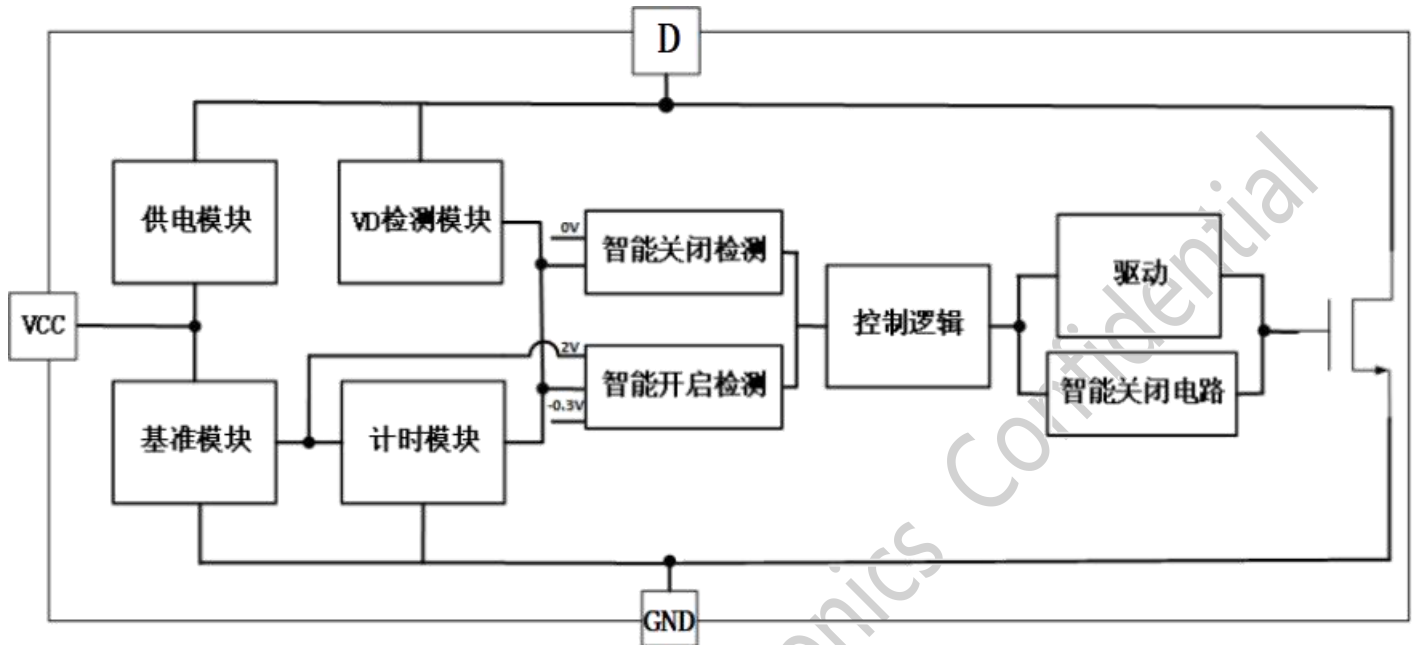 D
供电模块
VD检测模块
0V
智能关闭检测
驱动
VCC
控制逻辑
2V
智能开启检测
-0.3V
智能关闭电路
基准模块
计时模块
GND
onics Confidential